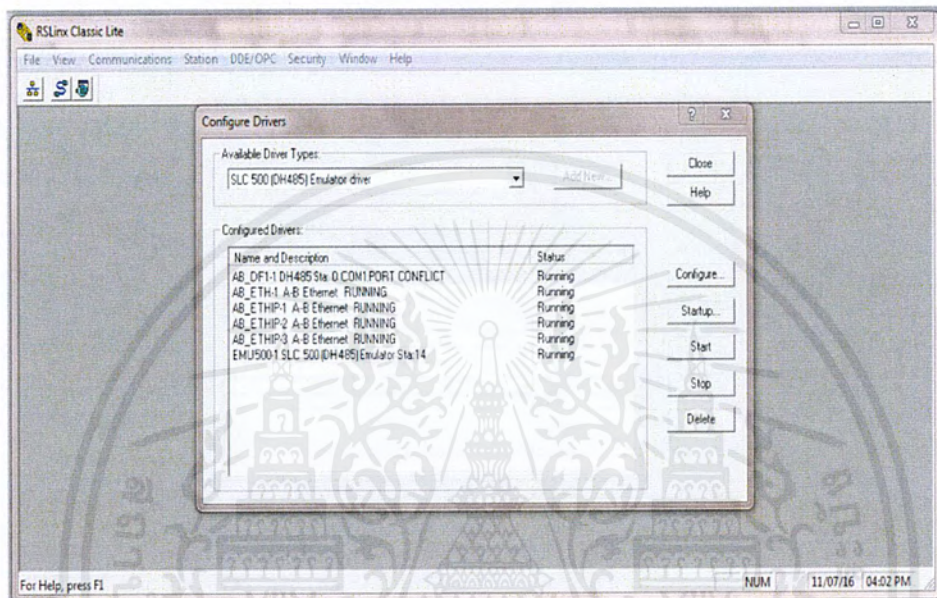 RSLinx Classic Lite
File View Communications Station DDE/OPC Security Window Help
Configure Drivers
Available Driver Types:
SLC 500 (DH485) Emulator driver
Add New...
Close
Help
Configured Drivers:
Name and Description Status
AB_DF1-1 DH485 Sta: 0 COM1:PORT CONFLICT Running
AB_ETH-1 A-B Ethernet RUNNING Running
AB_ETHIP-1 A-B Ethernet RUNNING Running
AB_ETHIP-2 A-B Ethernet RUNNING Running
AB_ETHIP-3 A-B Ethernet RUNNING Running
EMU500-1 SLC 500 (DH485) Emulator Sta:14 Running
Configure...
Startup...
Start
Stop
Delete
For Help, press F1 NUM 11/07/16 04:02 PM